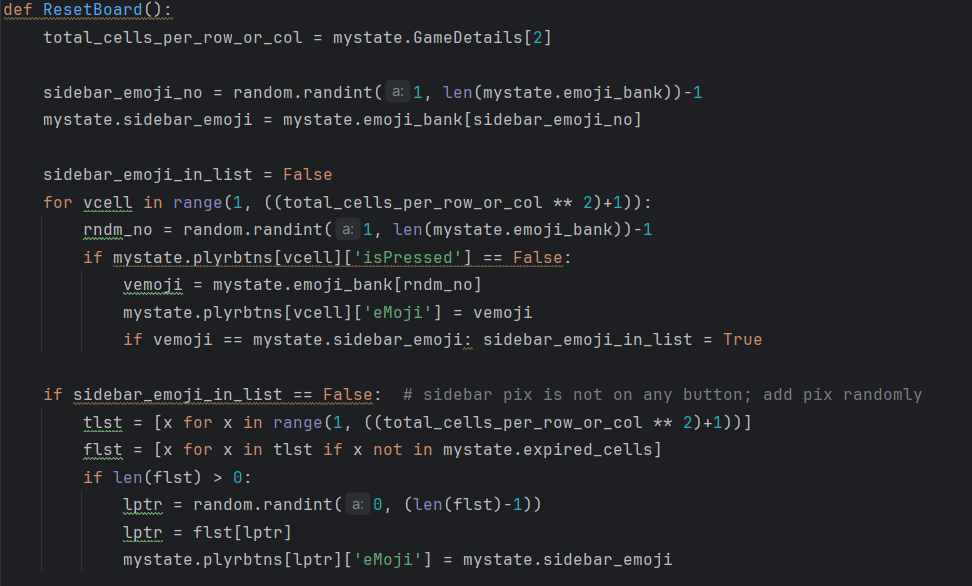 def ResetBoard():
    total_cells_per_row_or_col = mystate.GameDetails[2]

    sidebar_emoji_no = random.randint( a: 1, len(mystate.emoji_bank))-1
    mystate.sidebar_emoji = mystate.emoji_bank[sidebar_emoji_no]

    sidebar_emoji_in_list = False
    for vcell in range(1, ((total_cells_per_row_or_col ** 2)+1)):
        rndm_no = random.randint( a: 1, len(mystate.emoji_bank))-1
        if mystate.plyrbtns[vcell]['isPressed'] == False:
            vemoji = mystate.emoji_bank[rndm_no]
            mystate.plyrbtns[vcell]['eMoji'] = vemoji
            if vemoji == mystate.sidebar_emoji: sidebar_emoji_in_list = True

    if sidebar_emoji_in_list == False:  # sidebar pix is not on any button; add pix randomly
        tlst = [x for x in range(1, ((total_cells_per_row_or_col ** 2)+1))]
        flst = [x for x in tlst if x not in mystate.expired_cells]
        if len(flst) > 0:
            lptr = random.randint( a: 0, (len(flst)-1))
            lptr = flst[lptr]
            mystate.plyrbtns[lptr]['eMoji'] = mystate.sidebar_emoji